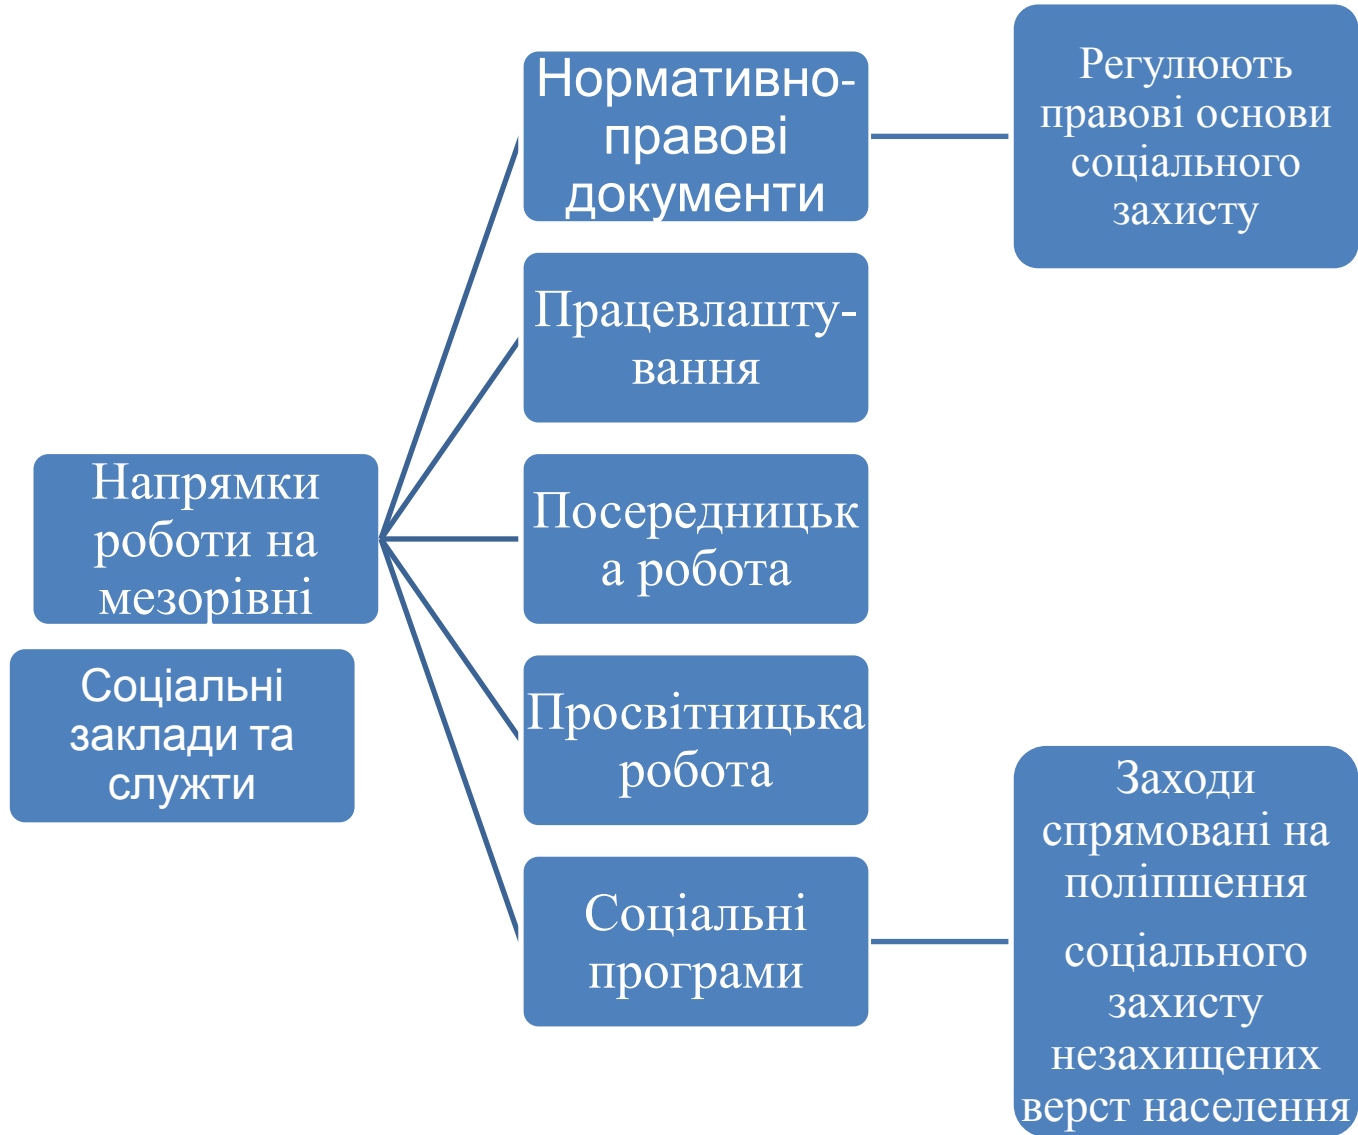 Напрямки
роботи на
мезорівні
Соціальні
заклади та
служти
Нормативно-
правові
документи
Регулюють
правові основи
соціального
захисту
Працевлашту-
вання
Посередницьк
а робота
Просвітницька
робота
Соціальні
програми
Заходи
спрямовані на
поліпшення
соціального
захисту
незахищених
верст населення